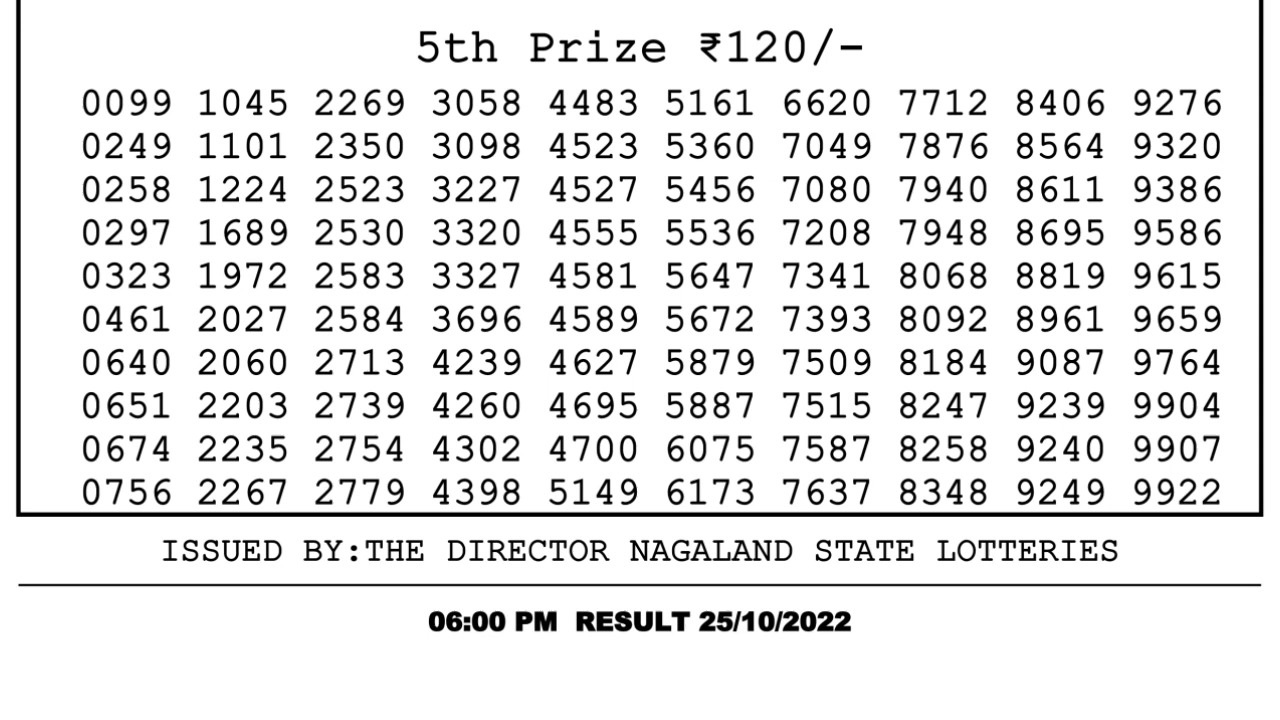 5th Prize ₹120/-
0099 1045 2269 3058 4483 5161 6620 7712 8406 9276
0249 1101 2350 3098 4523 5360 7049 7876 8564 9320
0258 1224 2523 3227 4527 5456 7080 7940 8611 9386
0297 1689 2530 3320 4555 5536 7208 7948 8695 9586
0323 1972 2583 3327 4581 5647 7341 8068 8819 9615
0461 2027 2584 3696 4589 5672 7393 8092 8961 9659
0640 2060 2713 4239 4627 5879 7509 8184 9087 9764
0651 2203 2739 4260 4695 5887 7515 8247 9239 9904
0674 2235 2754 4302 4700 6075 7587 8258 9240 9907
0756 2267 2779 4398 5149 6173 7637 8348 9249 9922
ISSUED BY:THE DIRECTOR NAGALAND STATE LOTTERIES
06:00 PM RESULT 25/10/2022